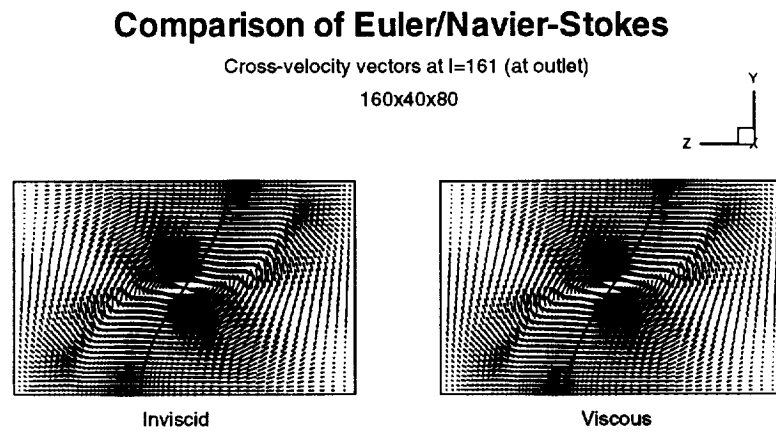 Comparison of Euler/Navier-Stokes
Cross-velocity vectors at I=161 (at outlet)
160x40x80
Y
Z
X
Inviscid
Viscous